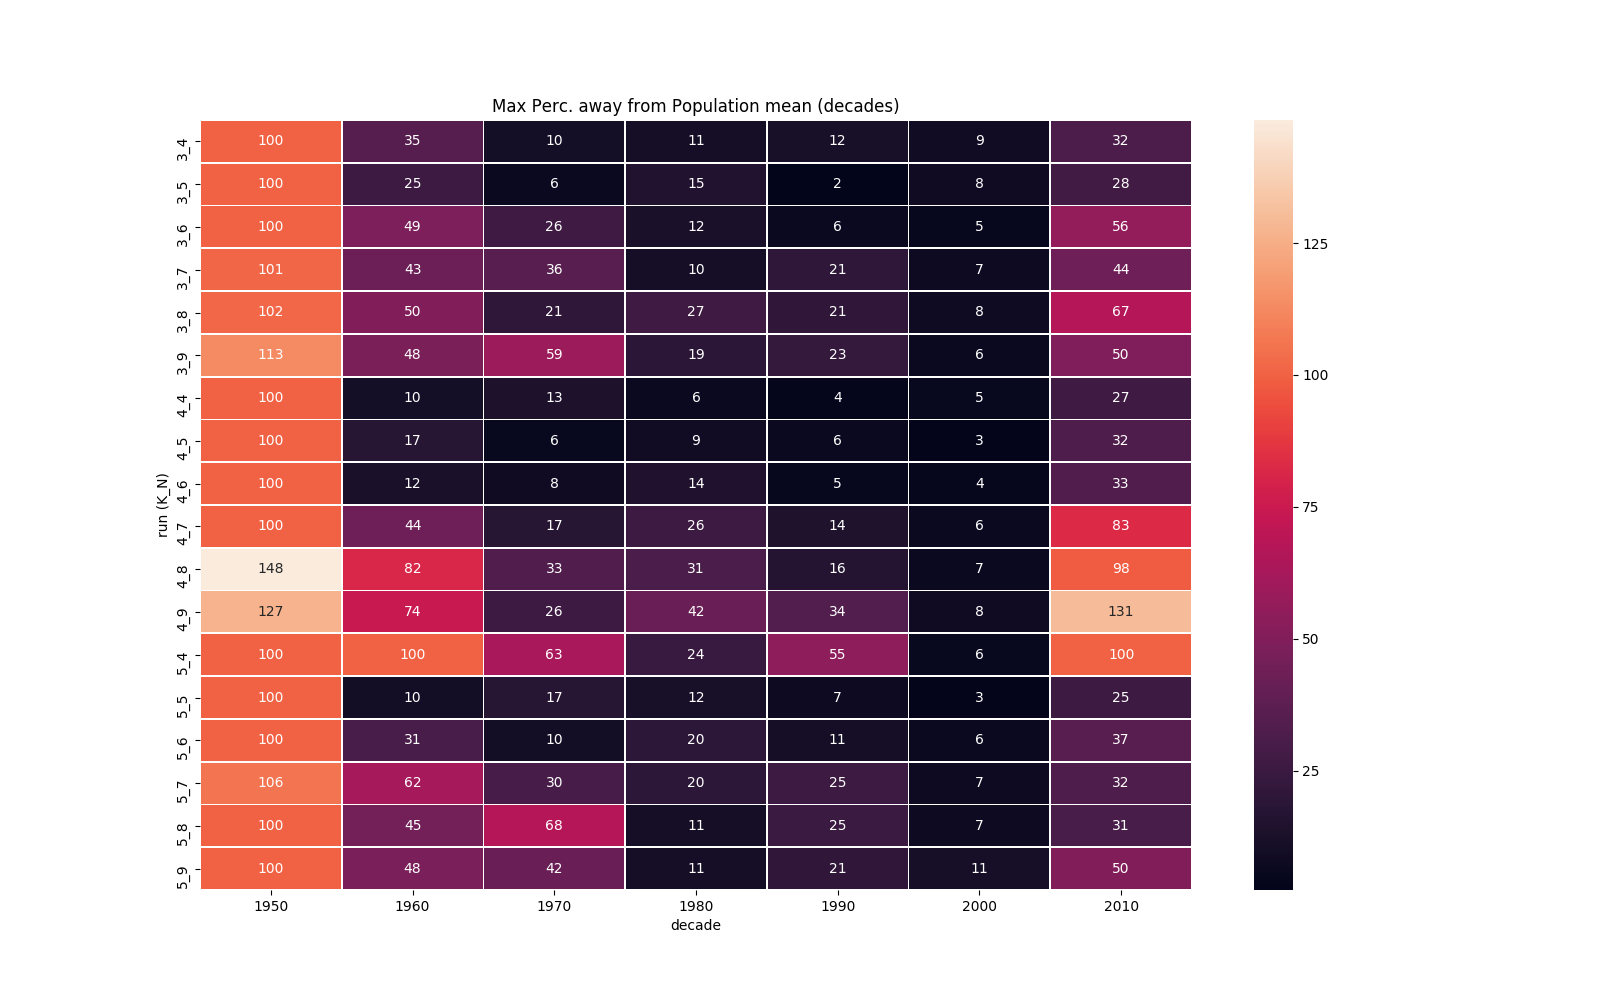 Max Perc. away from Population mean (decades)
run (K_N)
3_4 100 35 10 11 12 9 32
3_5 100 25 6 15 2 8 28
3_6 100 49 26 12 6 5 56
3_7 101 43 36 10 21 7 44
3_8 102 50 21 27 21 8 67
3_9 113 48 59 19 23 6 50
4_4 100 10 13 6 4 5 27
4_5 100 17 6 9 6 3 32
4_6 100 12 8 14 5 4 33
4_7 100 44 17 26 14 6 83
4_8 148 82 33 31 16 7 98
4_9 127 74 26 42 34 8 131
5_4 100 100 63 24 55 6 100
5_5 100 10 17 12 7 3 25
5_6 100 31 10 20 11 6 37
5_7 106 62 30 20 25 7 32
5_8 100 45 68 11 25 7 31
5_9 100 48 42 11 21 11 50
1950 1960 1970 1980 1990 2000 2010
decade
125
100
75
50
25